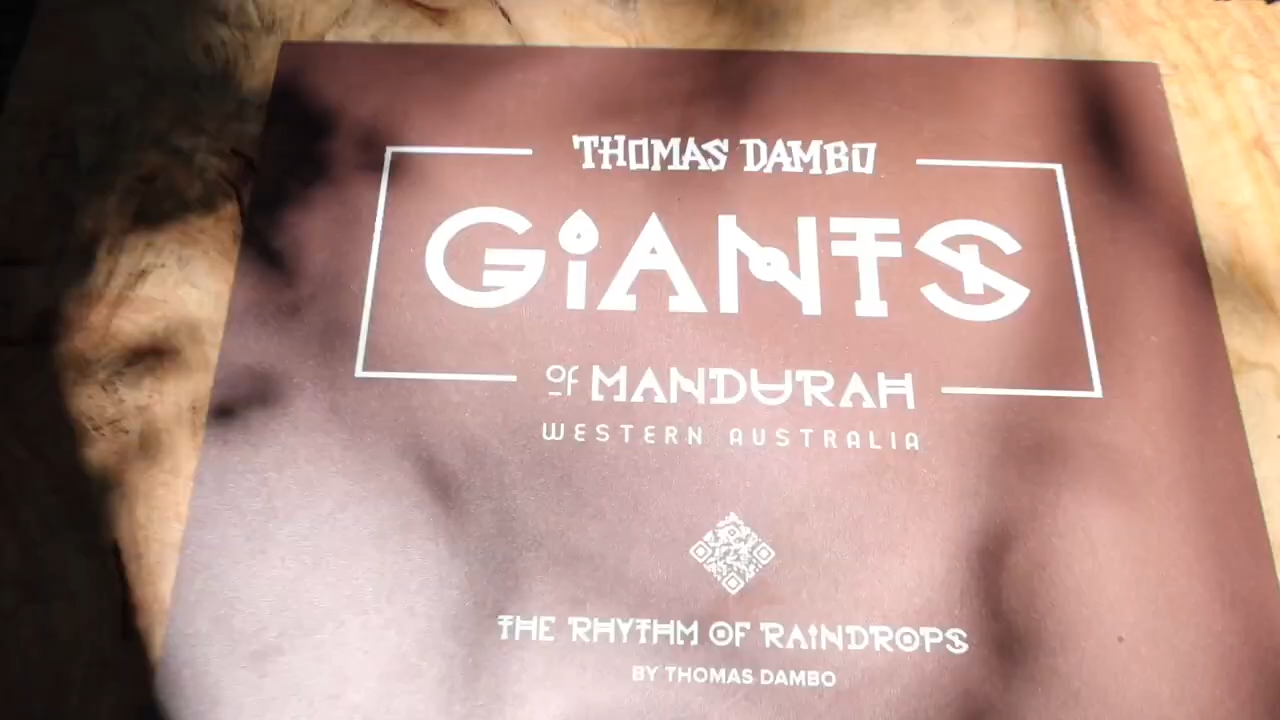 THOMAS DAMBO
GiANTS
OF MANDURAH
WESTERN AUSTRALIA
THE RHYTHM OF RAiNDROPS
BY THOMAS DAMBO